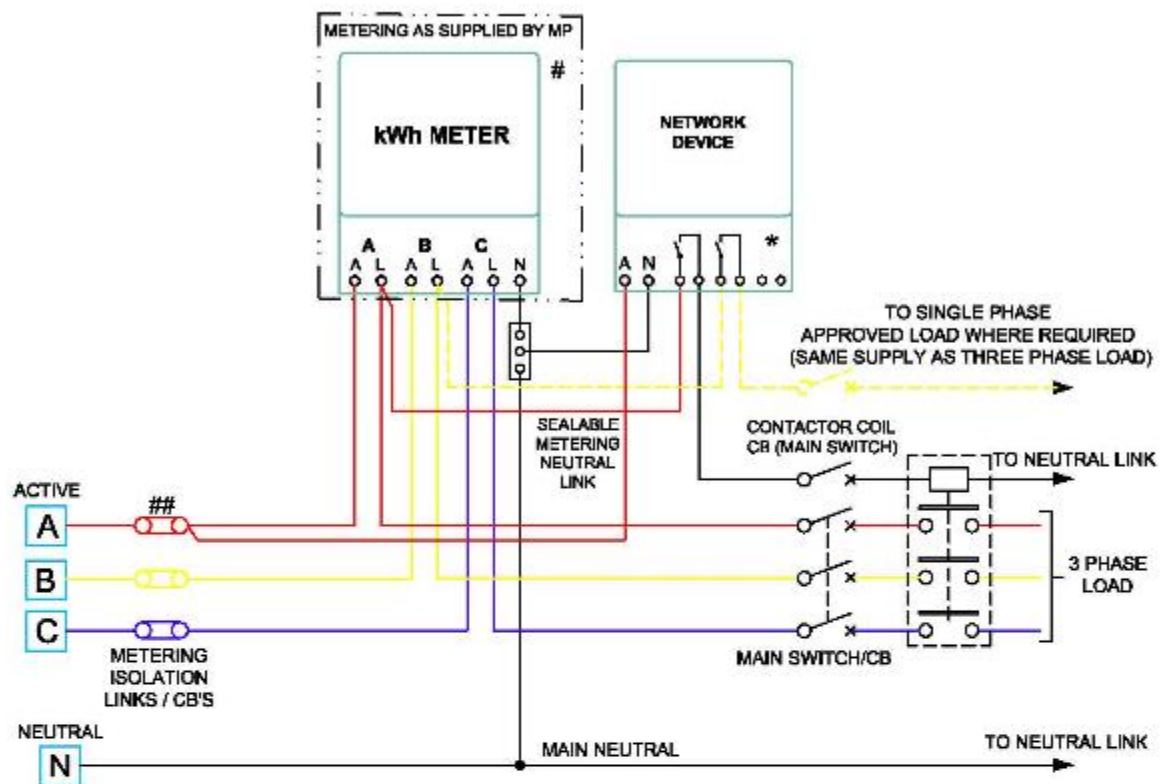 METERING AS SUPPLIED BY MP
#
kWh METER
NETWORK
DEVICE
A B C
A L A L A L N
A N
*
TO SINGLE PHASE
APPROVED LOAD WHERE REQUIRED
(SAME SUPPLY AS THREE PHASE LOAD)
SEALABLE
METERING
NEUTRAL
LINK
CONTACTOR COIL
CB (MAIN SWITCH)
TO NEUTRAL LINK
ACTIVE
##
A
B
C
3 PHASE
LOAD
METERING
ISOLATION
LINKS / CB'S
MAIN SWITCH/CB
NEUTRAL
N
MAIN NEUTRAL
TO NEUTRAL LINK